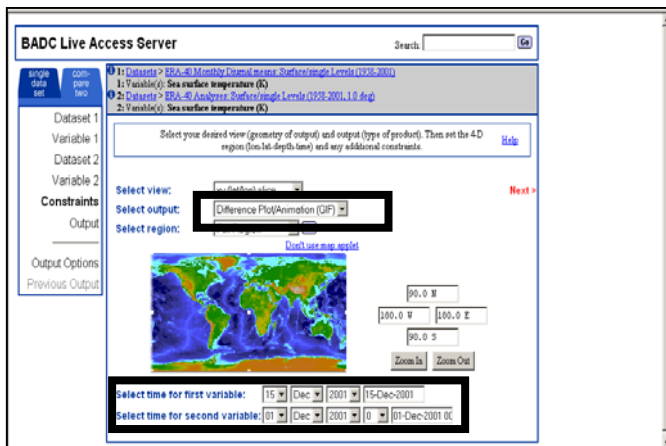 BADC Live Access Server
Search:
Go
single data set
com-pare two
1: Datasets > ERA-40 Monthly Diurnal means: Surface/single Levels (1958-2001)
1: Variable(s): Sea surface temperature (K)
2: Datasets > ERA-40 Analyses: Surface/single Levels (1958-2001, 1.0 deg)
2: Variable(s): Sea surface temperature (K)
Dataset 1
Variable 1
Dataset 2
Variable 2
Constraints
Output
Output Options
Previous Output
Select your desired view (geometry of output) and output (type of product). Then set the 4-D
region (lon-lat-depth-time) and any additional constraints.
Help
Next >
Select view: xy (lat/lon) slice
Select output: Difference Plot/Animation (GIF)
Select region:
Don't use map applet
90.0 N
180.0 W 180.0 E
90.0 S
Zoom In Zoom Out
Select time for first variable: 15 Dec 2001 15-Dec-2001
Select time for second variable: 01 Dec 2001 0 01-Dec-2001 00